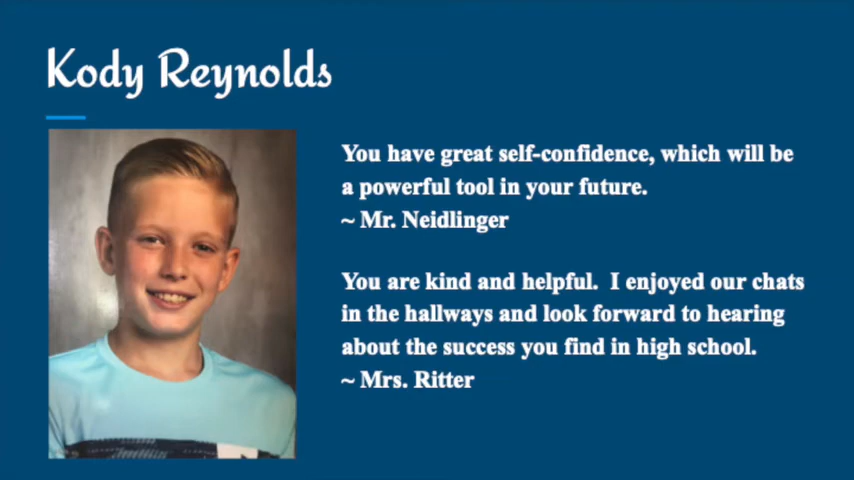 Kody Reynolds
You have great self-confidence, which will be
a powerful tool in your future.
~ Mr. Neidlinger
You are kind and helpful.  I enjoyed our chats
in the hallways and look forward to hearing
about the success you find in high school.
~ Mrs. Ritter